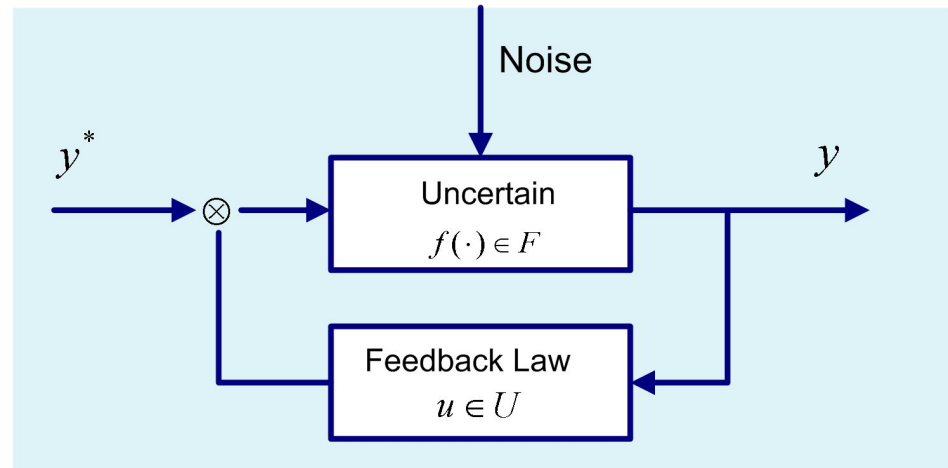 Noise
y*
y
Uncertain
f(·) ∈ F
Feedback Law
u ∈ U